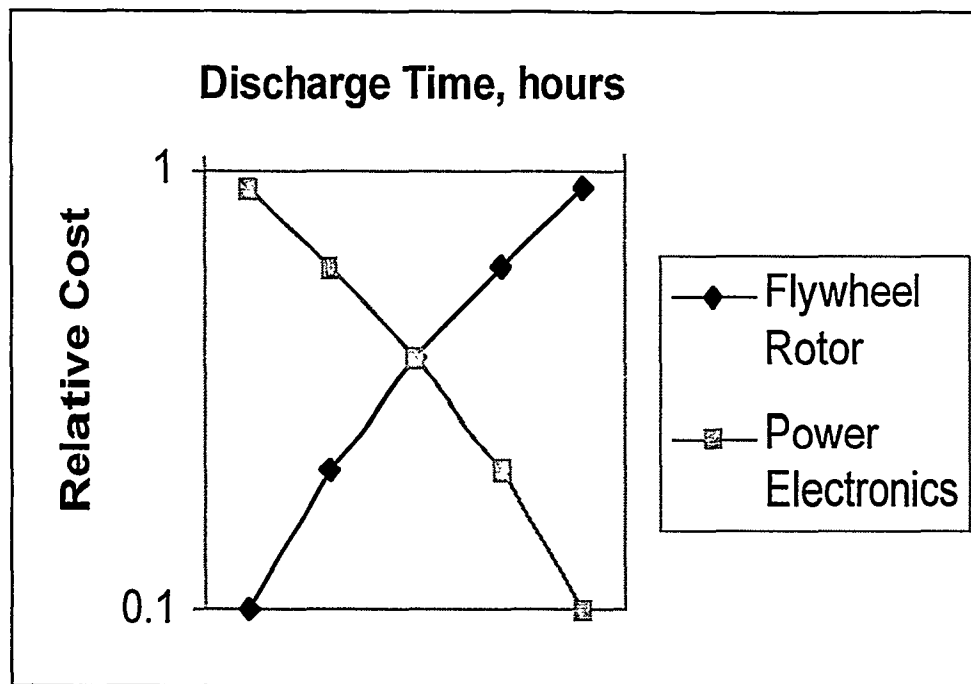 Discharge Time, hours
1
Relative Cost
0.1
Flywheel
Rotor
Power
Electronics